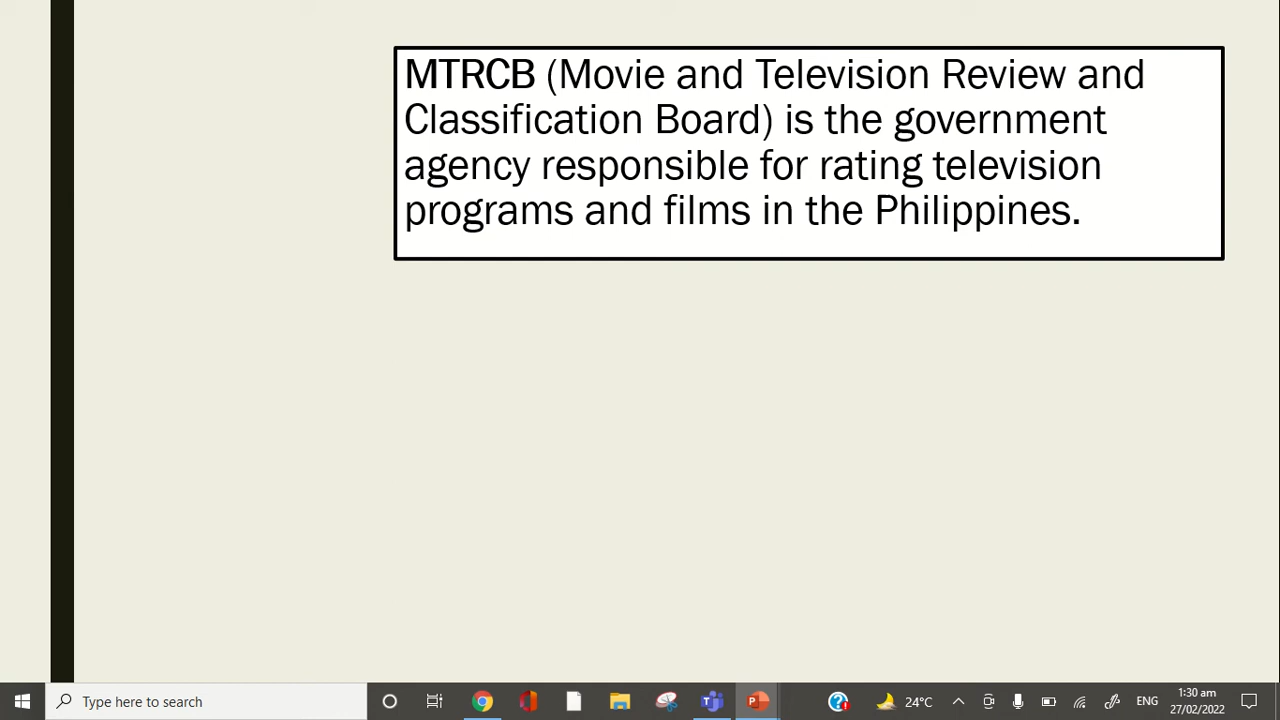 MTRCB (Movie and Television Review and
Classification Board) is the government
agency responsible for rating television
programs and films in the Philippines.
Type here to search
24°C
ENG
1:30 am
27/02/2022